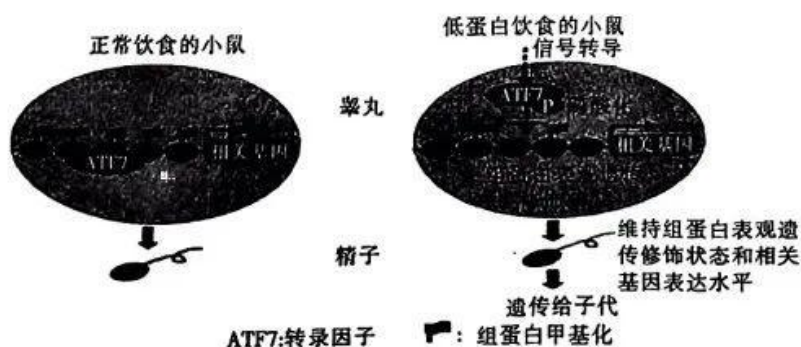 正常饮食的小鼠
低蛋白饮食的小鼠
信号转导
ATF7
P
睾丸
ATF7
相关基因
相关基因
精子
维持组蛋白表观遗
传修饰状态和相关
基因表达水平
遗传给子代
ATF7:转录因子
：组蛋白甲基化